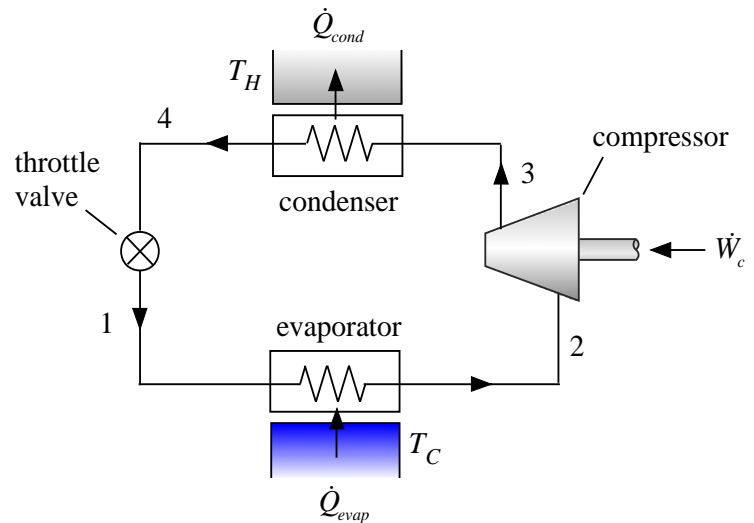 Q̇cond
TH
4
throttle
valve
condenser
3
compressor
Ẇc
1
evaporator
2
TC
Q̇evap